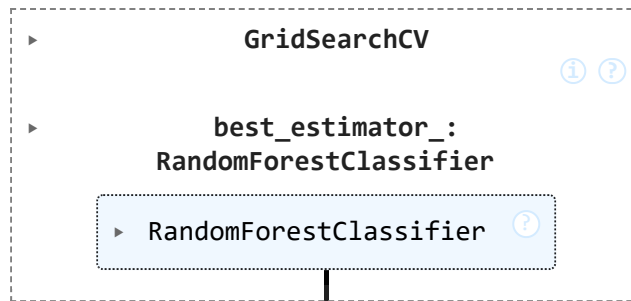 ▸ GridSearchCV
i ?
▸ best_estimator_:
RandomForestClassifier
▸ RandomForestClassifier ?